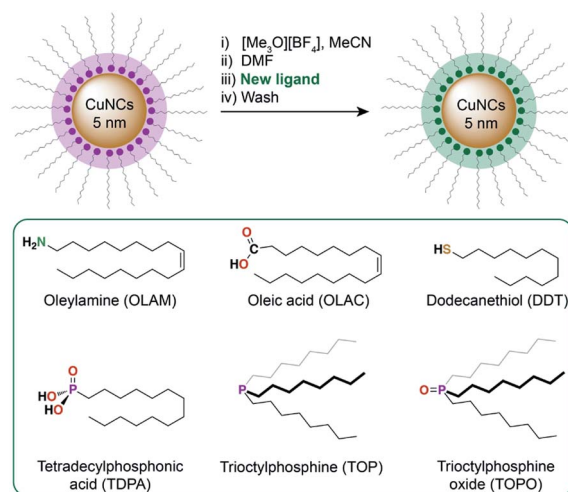 i) [Me₃O][BF₄], MeCN
ii) DMF
iii) New ligand
iv) Wash
CuNCs
5 nm
CuNCs
5 nm
H₂N
Oleylamine (OLAM)
O
C
HO
Oleic acid (OLAC)
HS
Dodecanethiol (DDT)
O
HO
P
HO
Tetradecylphosphonic
acid (TDPA)
P
Trioctylphosphine (TOP)
O=P
Trioctylphosphine
oxide (TOPO)